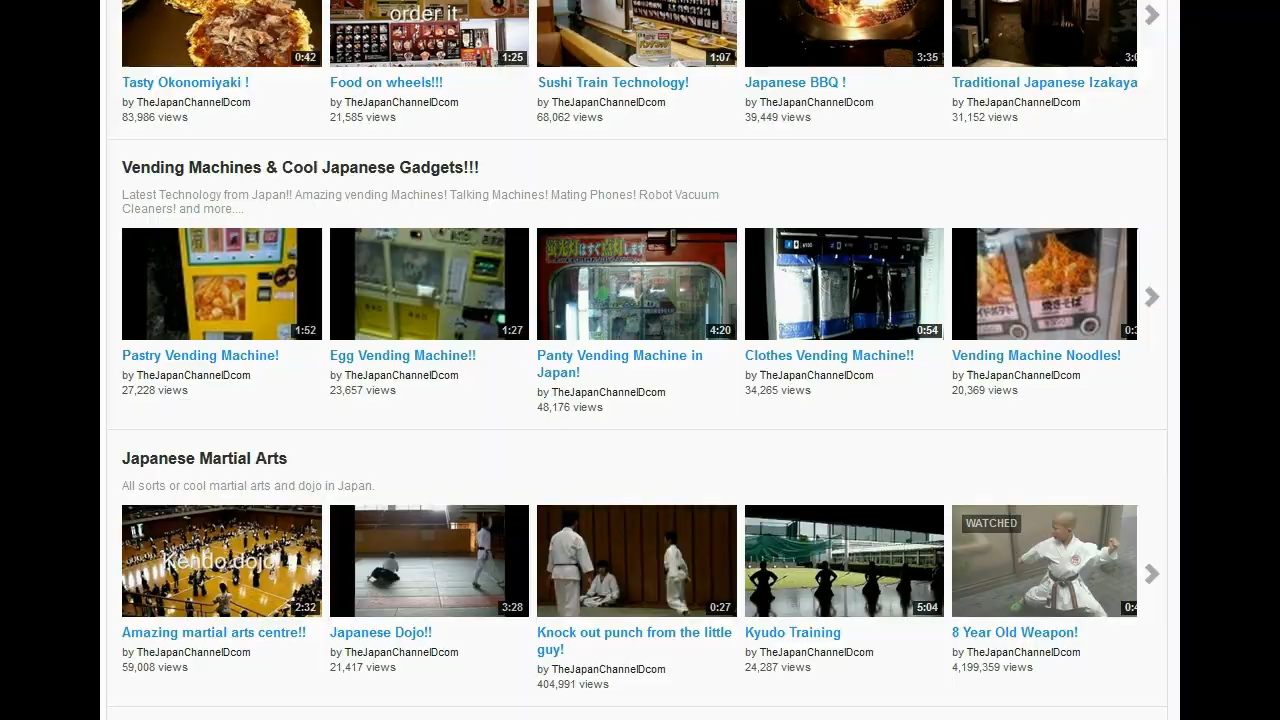 order it...
0:42
1:25
1:07
3:35
Tasty Okonomiyaki !
Food on wheels!!!
Sushi Train Technology!
Japanese BBQ !
Traditional Japanese Izakaya
by TheJapanChannelDcom
by TheJapanChannelDcom
by TheJapanChannelDcom
by TheJapanChannelDcom
by TheJapanChannelDcom
83,986 views
21,585 views
68,062 views
39,449 views
31,152 views
Vending Machines & Cool Japanese Gadgets!!!
Latest Technology from Japan!! Amazing vending Machines! Talking Machines! Mating Phones! Robot Vacuum
Cleaners! and more....
焼きそば
1:52
1:27
4:20
0:54
Pastry Vending Machine!
Egg Vending Machine!!
Panty Vending Machine in
Japan!
Clothes Vending Machine!!
Vending Machine Noodles!
by TheJapanChannelDcom
by TheJapanChannelDcom
by TheJapanChannelDcom
by TheJapanChannelDcom
by TheJapanChannelDcom
27,228 views
23,657 views
48,176 views
34,265 views
20,369 views
Japanese Martial Arts
All sorts or cool martial arts and dojo in Japan.
WATCHED
Kendo dojo!
2:32
3:28
0:27
5:04
Amazing martial arts centre!!
Japanese Dojo!!
Knock out punch from the little
guy!
Kyudo Training
8 Year Old Weapon!
by TheJapanChannelDcom
by TheJapanChannelDcom
by TheJapanChannelDcom
by TheJapanChannelDcom
by TheJapanChannelDcom
59,008 views
21,417 views
404,991 views
24,287 views
4,199,359 views